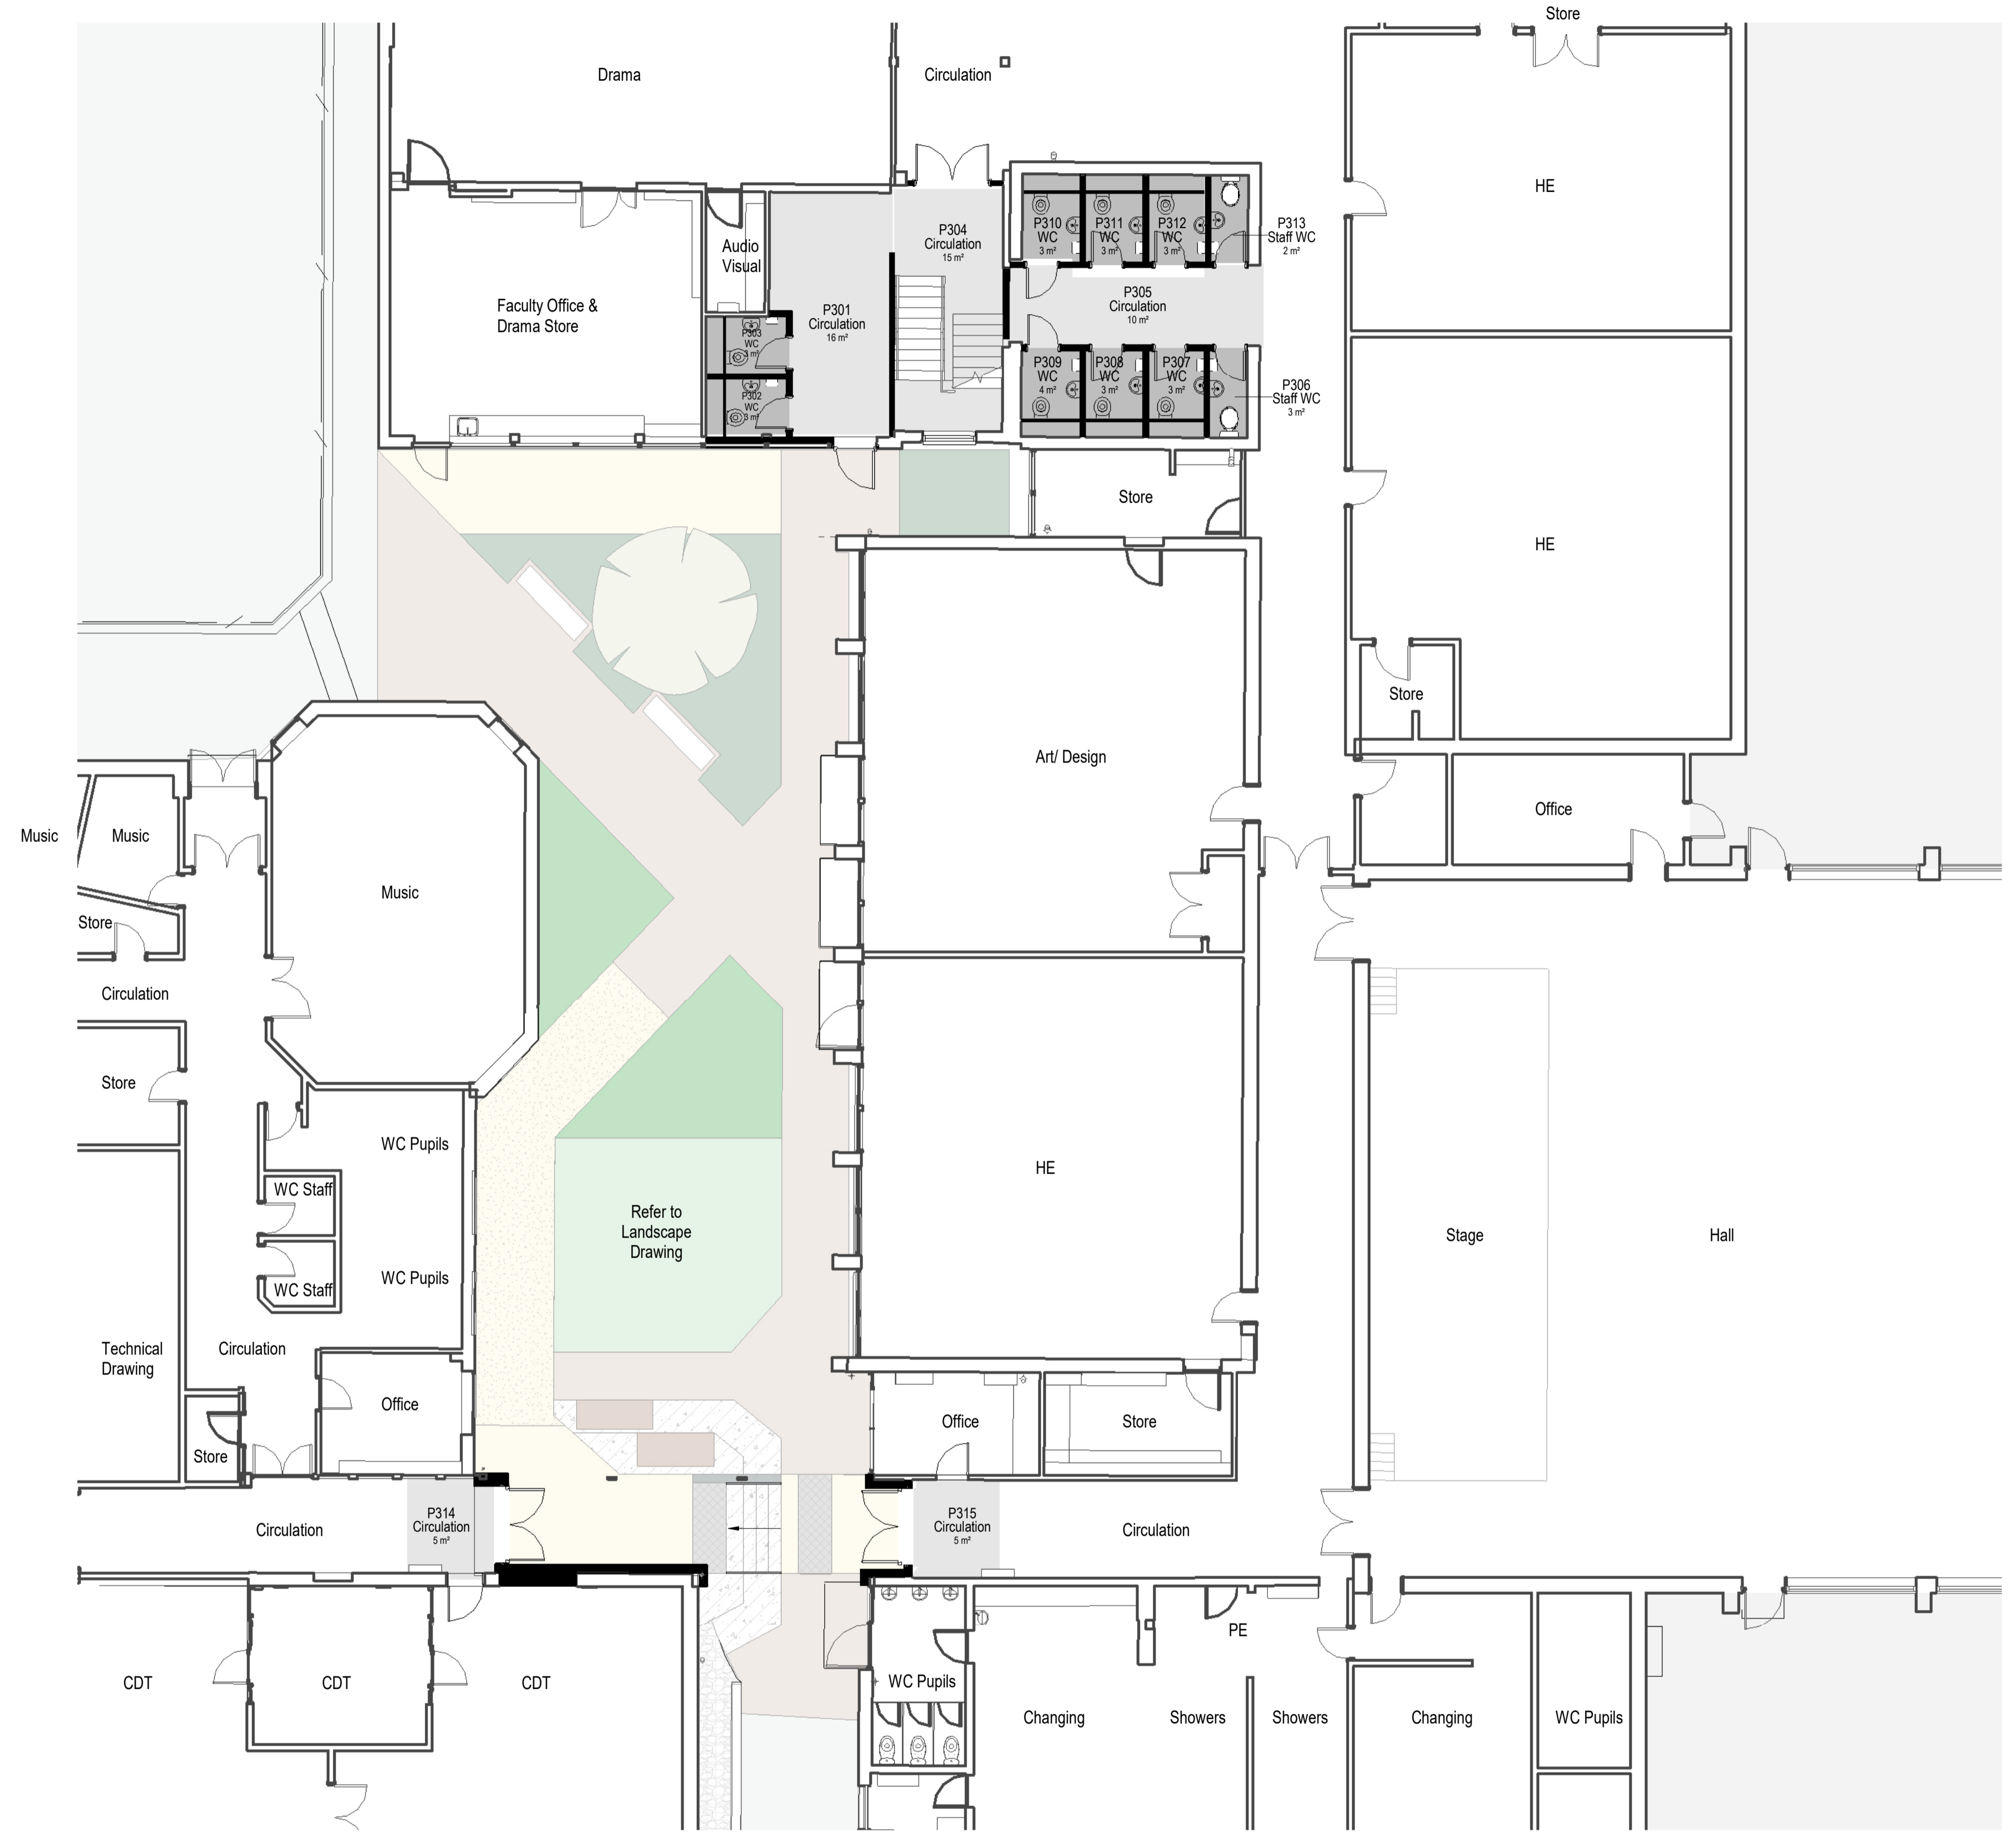 Store
Drama
Circulation
HE
P310
WC
3 m²
P311
WC
3 m²
P312
WC
3 m²
P313
Staff WC
2 m²
P304
Circulation
15 m²
Audio
Visual
Faculty Office &
Drama Store
P301
Circulation
16 m²
P305
Circulation
10 m²
P303
WC
3 m²
P302
WC
3 m²
P309
WC
4 m²
P308
WC
3 m²
P307
WC
3 m²
P306
Staff WC
3 m²
Store
HE
Store
Art/ Design
Office
Music
Music
Music
Store
Circulation
Store
WC Pupils
WC Staff
WC Pupils
WC Staff
HE
Refer to
Landscape
Drawing
Stage
Hall
Technical
Drawing
Circulation
Office
Store
Office
Store
Circulation
P314
Circulation
5 m²
P315
Circulation
5 m²
Circulation
PE
CDT
CDT
CDT
WC Pupils
Changing
Showers
Showers
Changing
WC Pupils